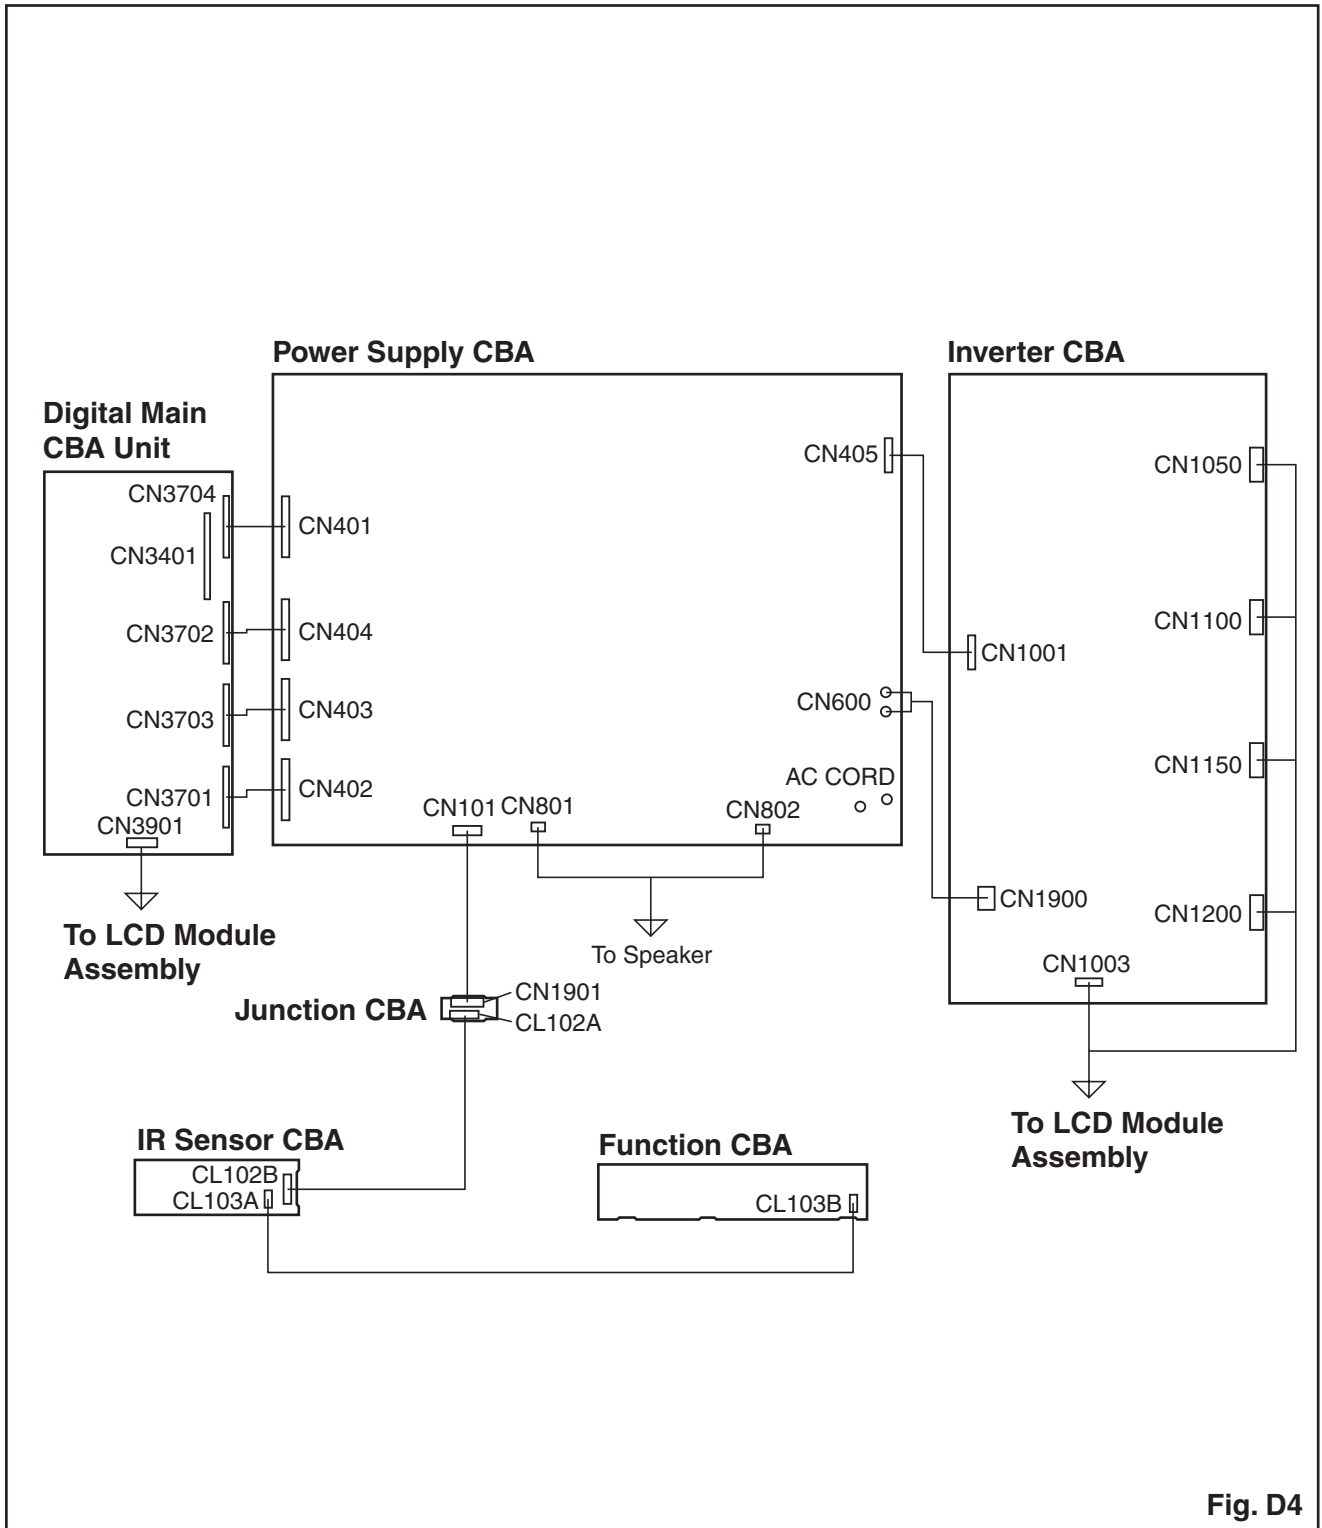 Power Supply CBA
Inverter CBA
Digital Main
CBA Unit
CN3704
CN3401
CN3702
CN3703
CN3701
CN3901
CN401
CN404
CN403
CN402
CN405
CN600
AC CORD
CN101
CN801
CN802
CN1050
CN1100
CN1001
CN1150
CN1900
CN1200
CN1003
To LCD Module
Assembly
To Speaker
Junction CBA
CN1901
CL102A
To LCD Module
Assembly
IR Sensor CBA
CL102B
CL103A
Function CBA
CL103B
Fig. D4